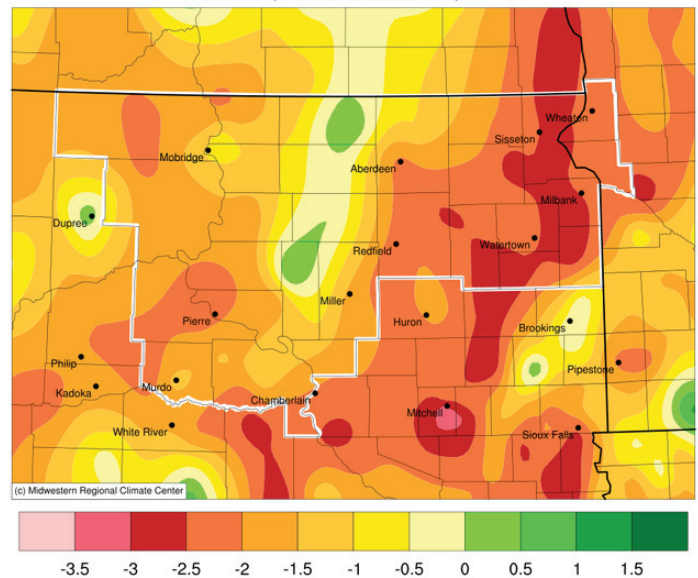 Wheaton
Sisseton
Mobridge
Aberdeen
Milbank
Dupree
Watertown
Redfield
Miller
Pierre
Huron
Brookings
Philip
Pipestone
Kadoka
Murdo
Chamberlain
Mitchell
White River
Sioux Falls
(c) Midwestern Regional Climate Center
-3.5 -3 -2.5 -2 -1.5 -1 -0.5 0 0.5 1 1.5